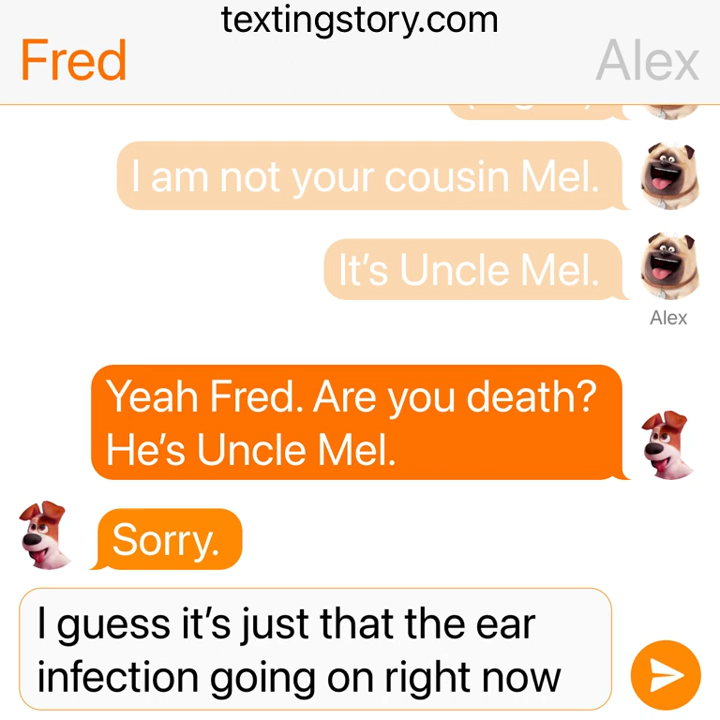 textingstory.com
Fred
Alex
I am not your cousin Mel.
It's Uncle Mel.
Alex
Yeah Fred. Are you death?
He's Uncle Mel.
Sorry.
I guess it's just that the ear
infection going on right now